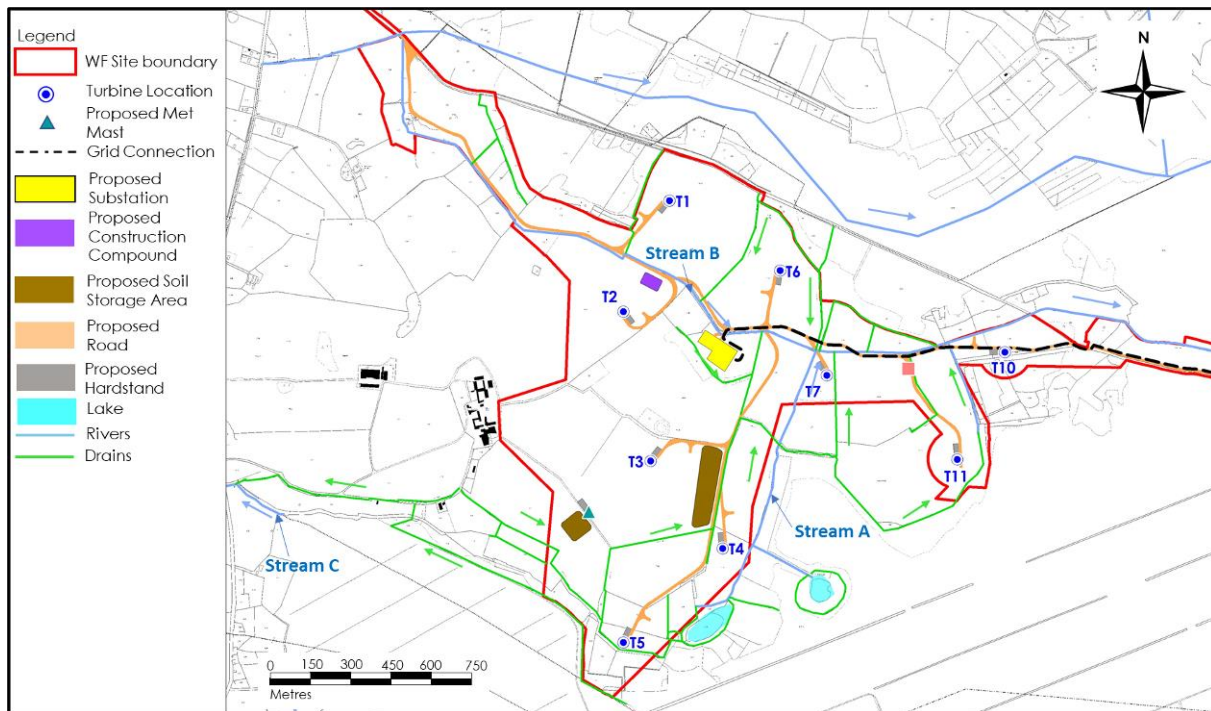 Legend
WF Site boundary
Turbine Location
Proposed Met
Mast
Grid Connection
Proposed
Substation
Proposed
Construction
Compound
Proposed Soil
Storage Area
Proposed
Road
Proposed
Hardstand
Lake
Rivers
Drains
N
T1
Stream B
T6
T2
T10
T7
T3
T11
Stream A
T4
Stream C
T5
0 150 300 450 600 750
Metres